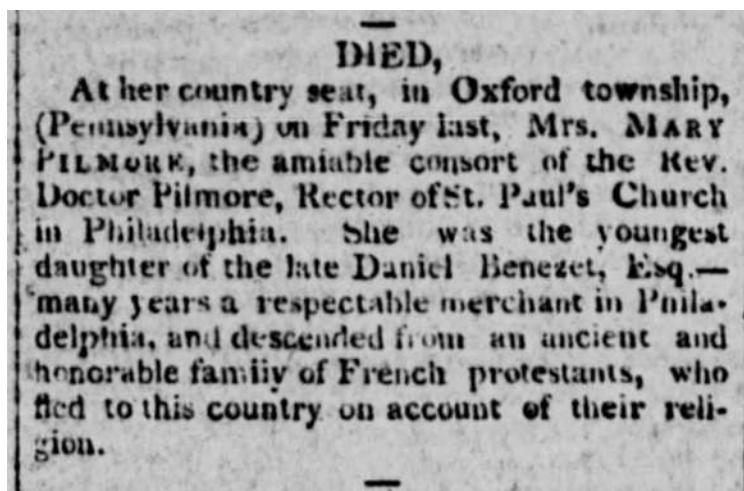 DIED,
At her country seat, in Oxford township,
(Pennsylvania) on Friday last, Mrs. MARY
PILMORE, the amiable consort of the Rev.
Doctor Pilmore, Rector of St. Paul's Church
in Philadelphia. She was the youngest
daughter of the late Daniel Benezet, Esq.—
many years a respectable merchant in Phila-
delphia, and descended from an ancient and
honorable family of French protestants, who
fled to this country on account of their reli-
gion.